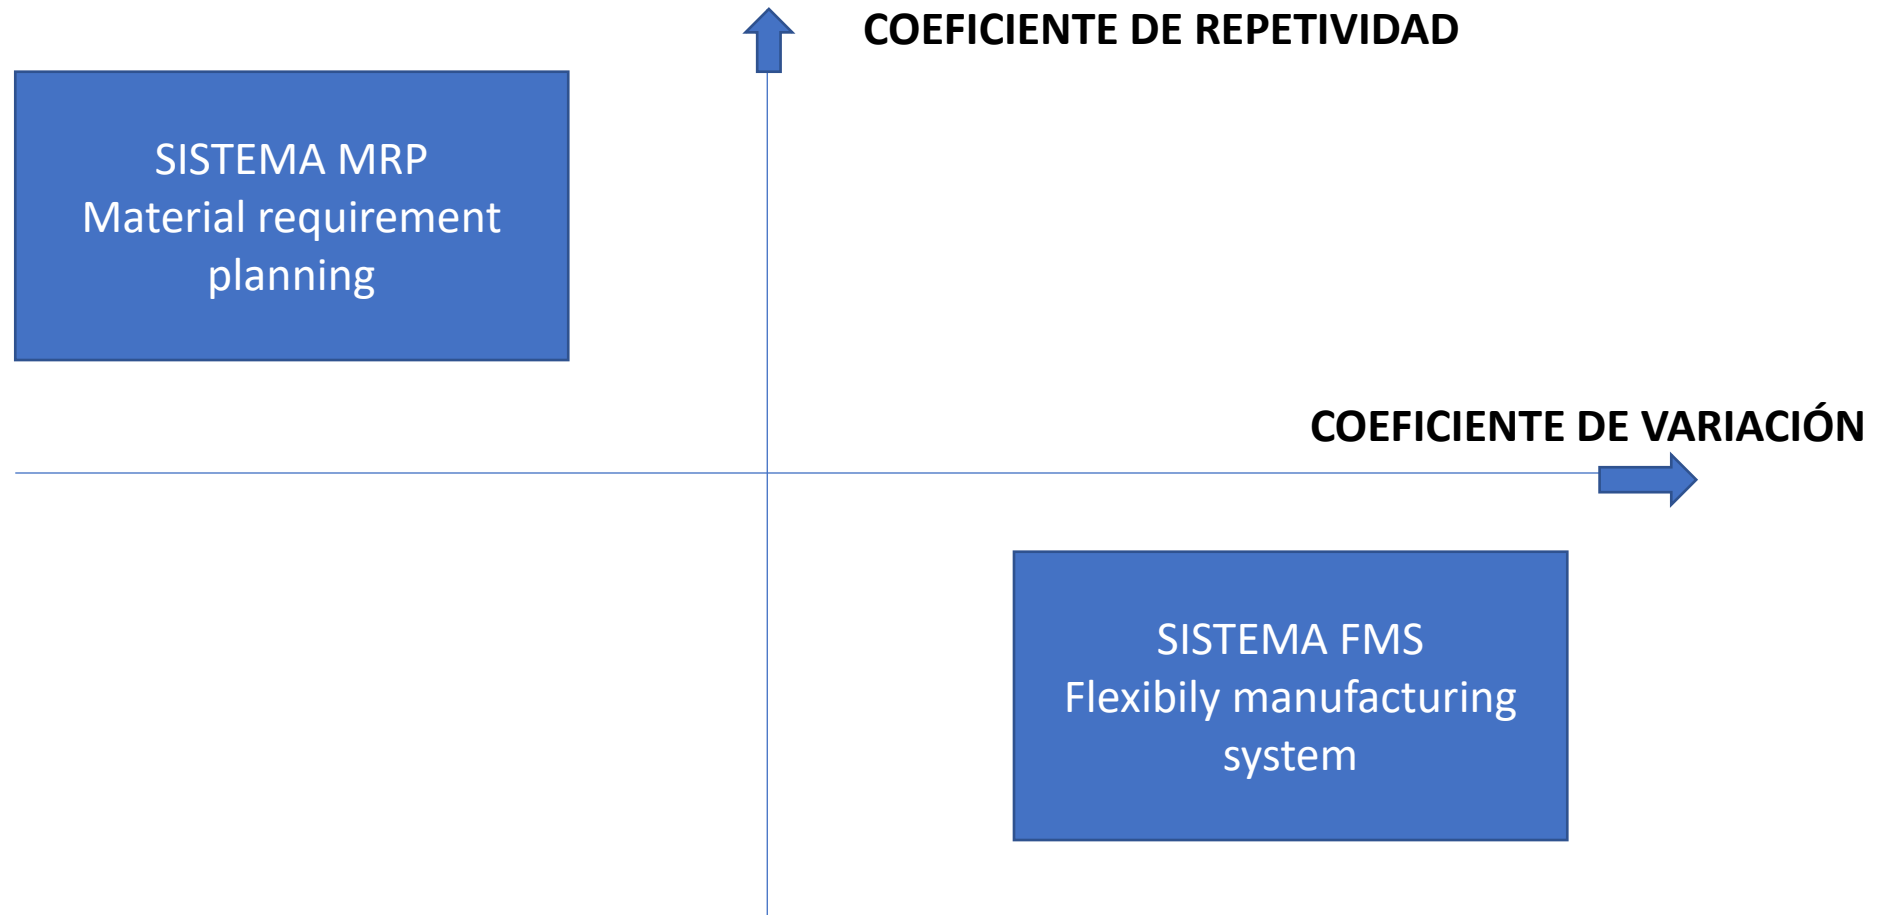 COEFICIENTE DE REPETIVIDAD
SISTEMA MRP
Material requirement
planning
COEFICIENTE DE VARIACIÓN
SISTEMA FMS
Flexibily manufacturing
system